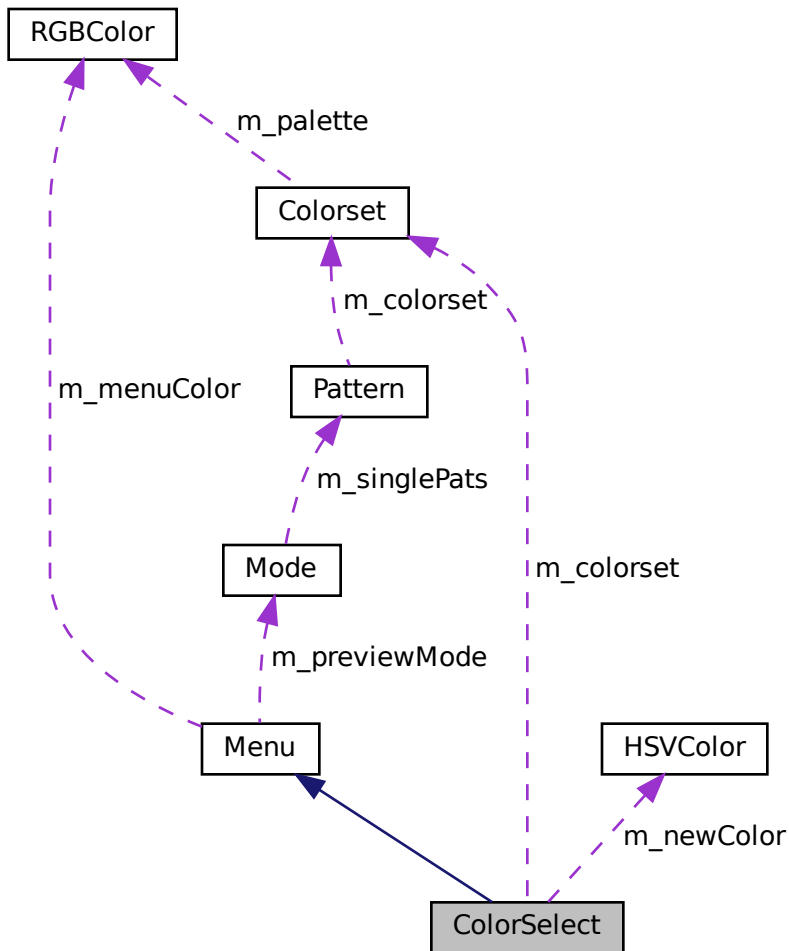 RGBColor
m_palette
Colorset
m_colorset
m_menuColor
Pattern
m_singlePats
Mode
m_colorset
m_previewMode
Menu
HSVColor
m_newColor
ColorSelect